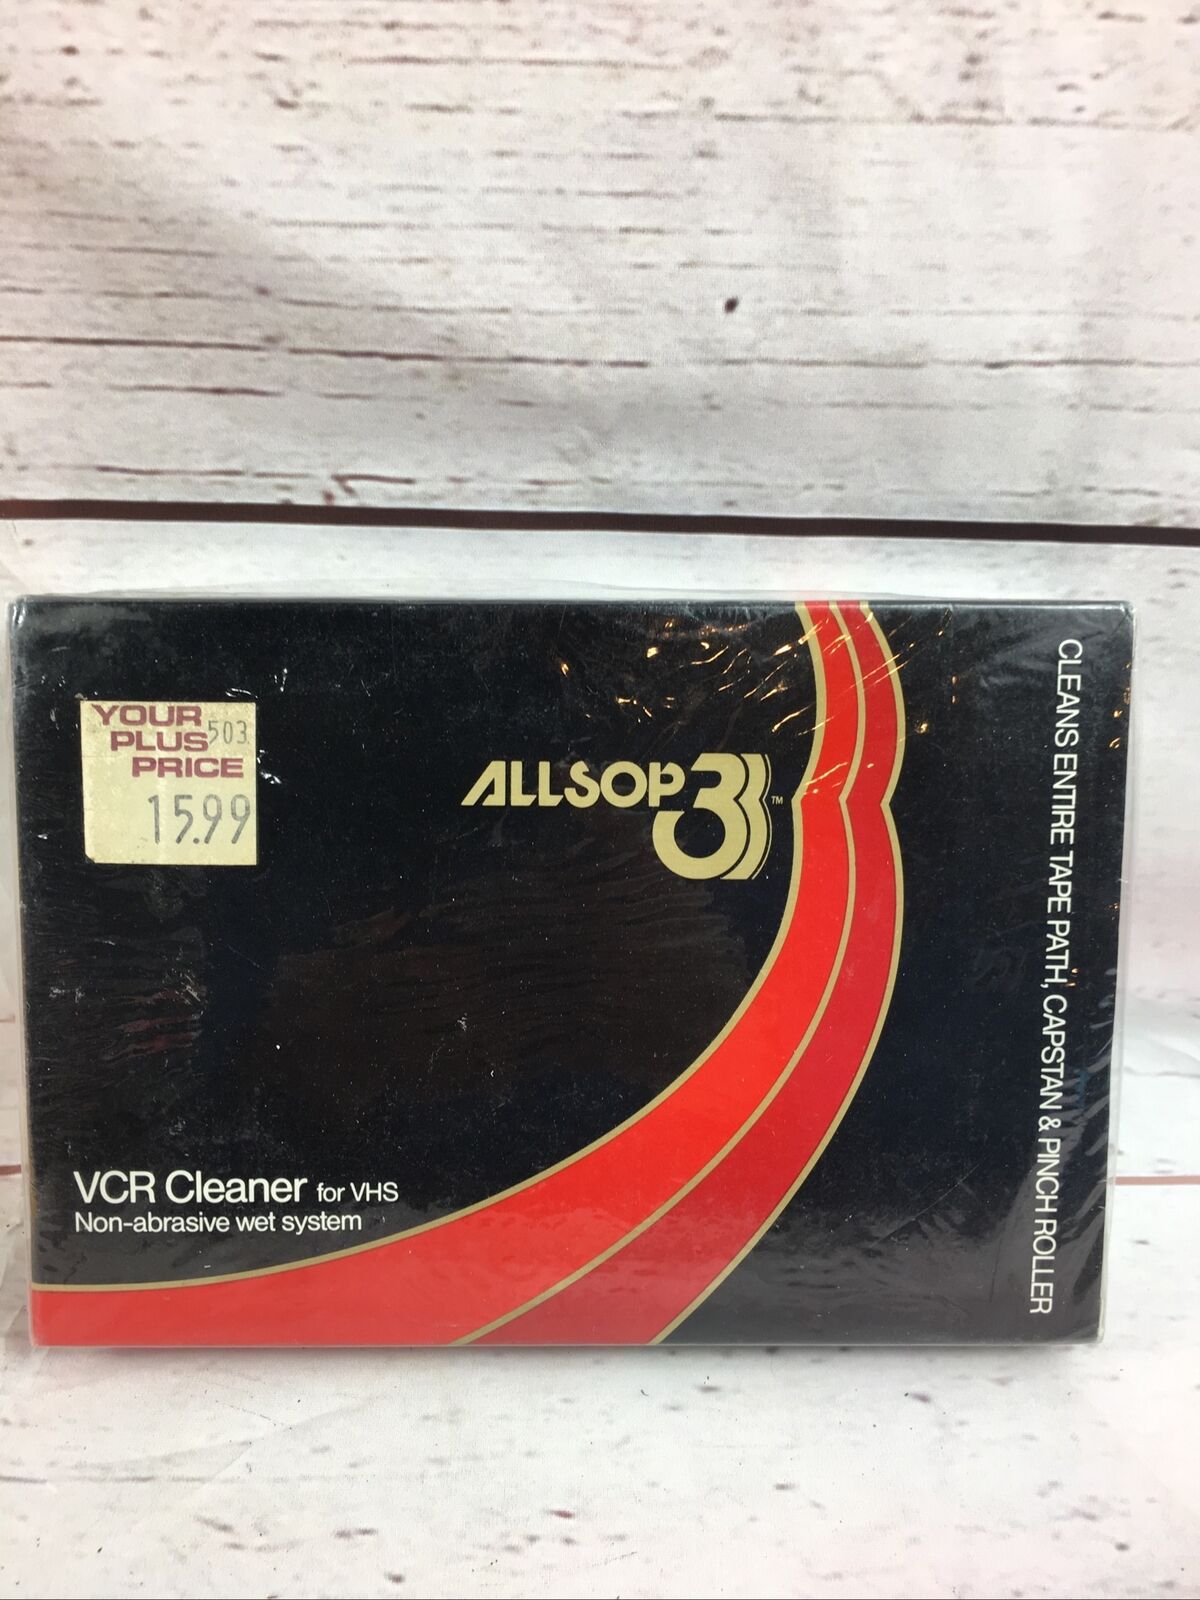 YOUR
PLUS 503
PRICE
15.99
ALLSOP 3 ™
VCR Cleaner for VHS
Non-abrasive wet system
CLEANS ENTIRE TAPE PATH, CAPSTAN & PINCH ROLLER